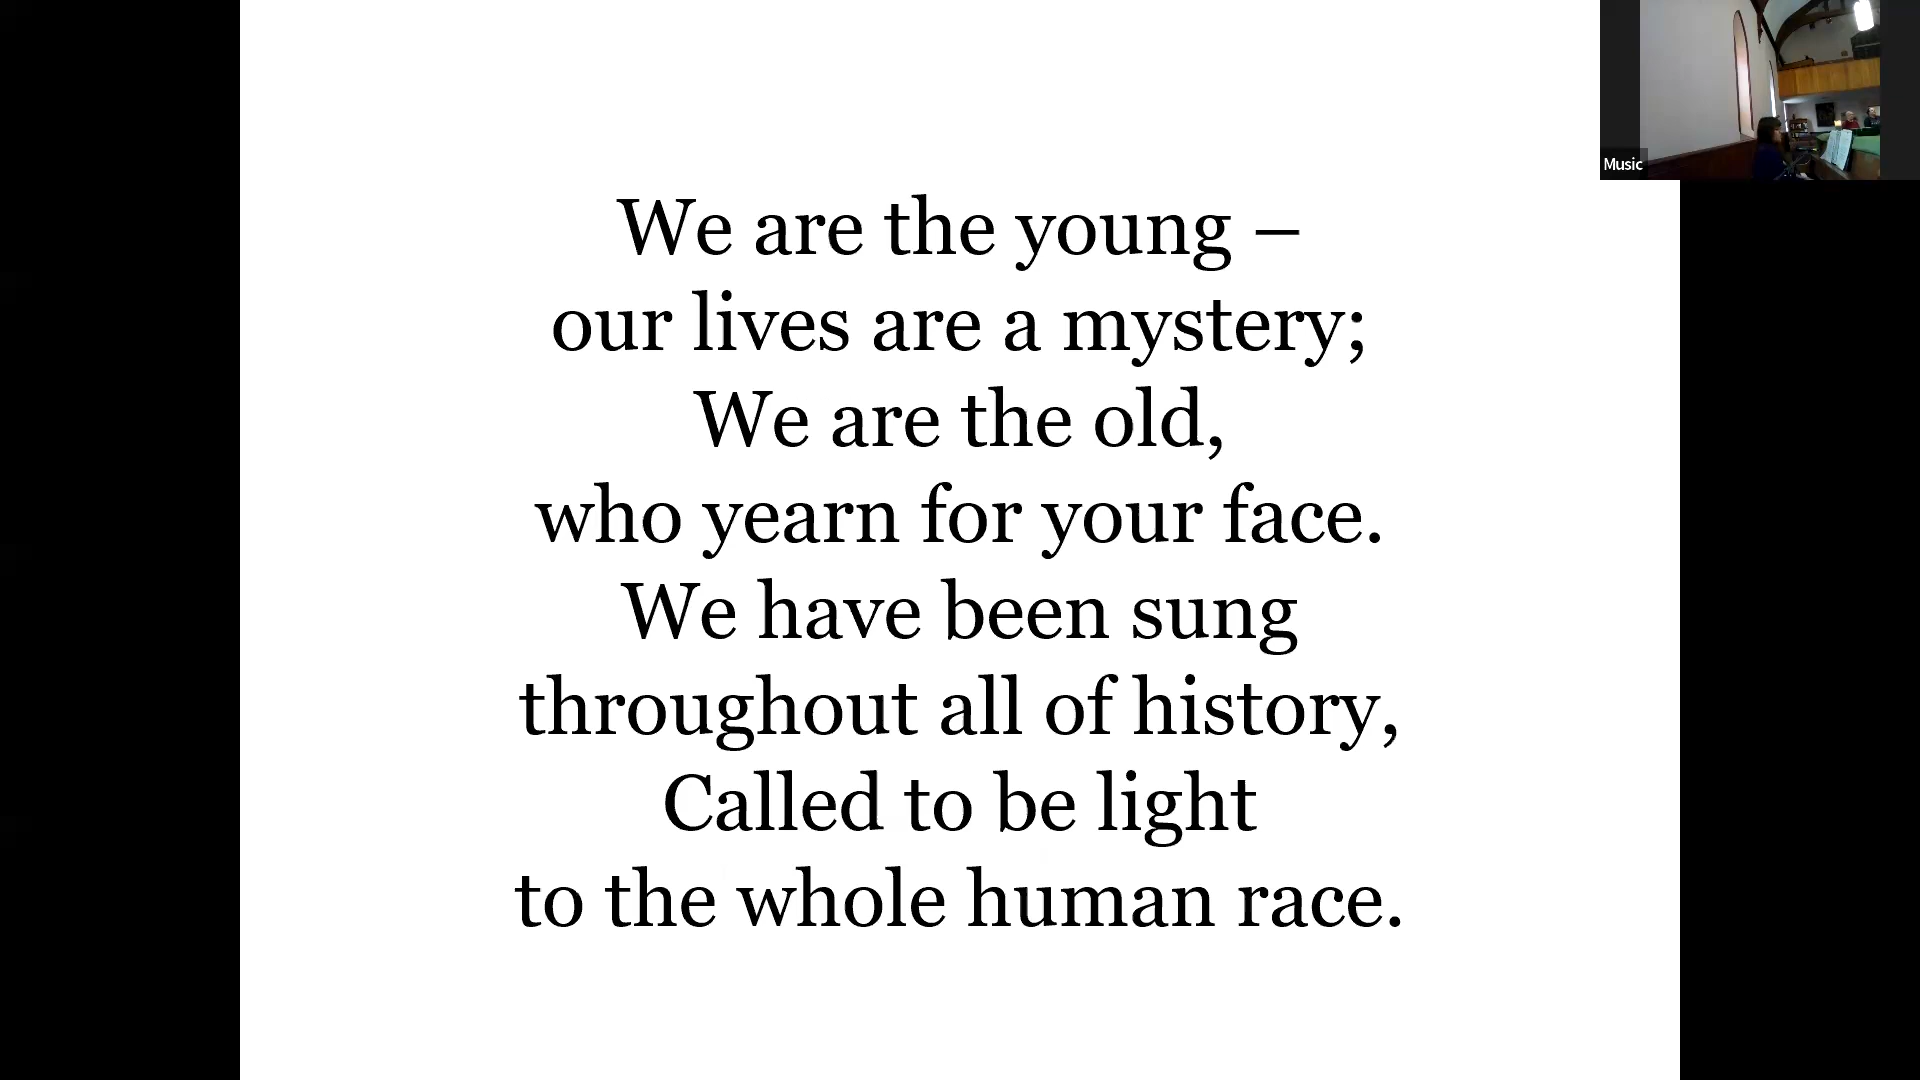 We are the young –
our lives are a mystery;
We are the old,
who yearn for your face.
We have been sung
throughout all of history,
Called to be light
to the whole human race.
Music